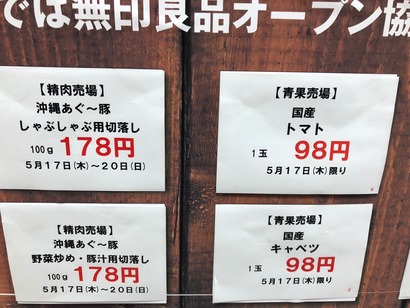 では無印良品オープン協
【精肉売場】
沖縄あぐ〜豚
しゃぶしゃぶ用切落し
100g 178円
5月17日(木)〜20日(日)
【青果売場】
国産
トマト
1玉 98円
5月17日(木)限り
【精肉売場】
沖縄あぐ〜豚
野菜炒め・豚汁用切落し
100g 178円
5月17日(木)〜20日(日)
【青果売場】
国産
キャベツ
1玉 98円
5月17日(木)限り